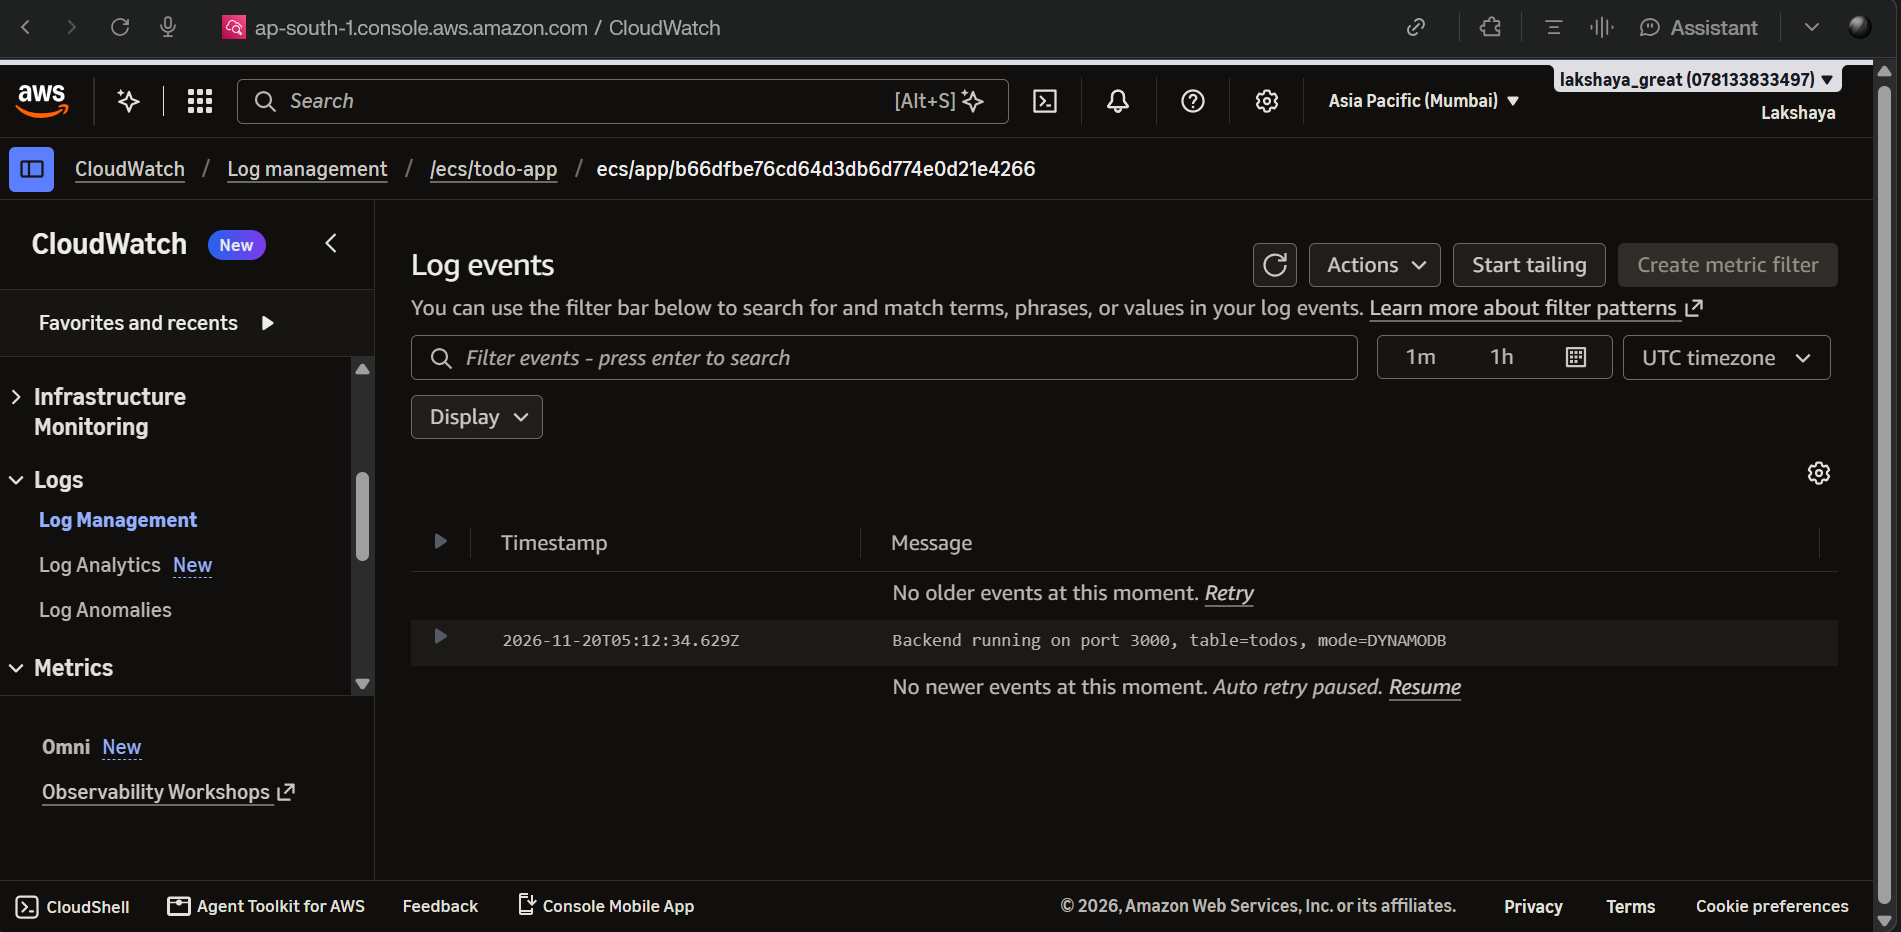 ap-south-1.console.aws.amazon.com / CloudWatch
Assistant
aws
Search
[Alt+S]
Asia Pacific (Mumbai)
lakshaya_great (078133833497)
Lakshaya
CloudWatch / Log management / /ecs/todo-app / ecs/app/b66dfbe76cd64d3db6d774e0d21e4266
CloudWatch New
Favorites and recents
Infrastructure
Monitoring
Logs
Log Management
Log Analytics New
Log Anomalies
Metrics
Omni New
Observability Workshops
Log events
Actions
Start tailing
Create metric filter
You can use the filter bar below to search for and match terms, phrases, or values in your log events. Learn more about filter patterns
Filter events - press enter to search
1m 1h
UTC timezone
Display
Timestamp Message
No older events at this moment. Retry
2026-11-20T05:12:34.629Z Backend running on port 3000, table=todos, mode=DYNAMODB
No newer events at this moment. Auto retry paused. Resume
CloudShell Agent Toolkit for AWS Feedback Console Mobile App © 2026, Amazon Web Services, Inc. or its affiliates. Privacy Terms Cookie preferences